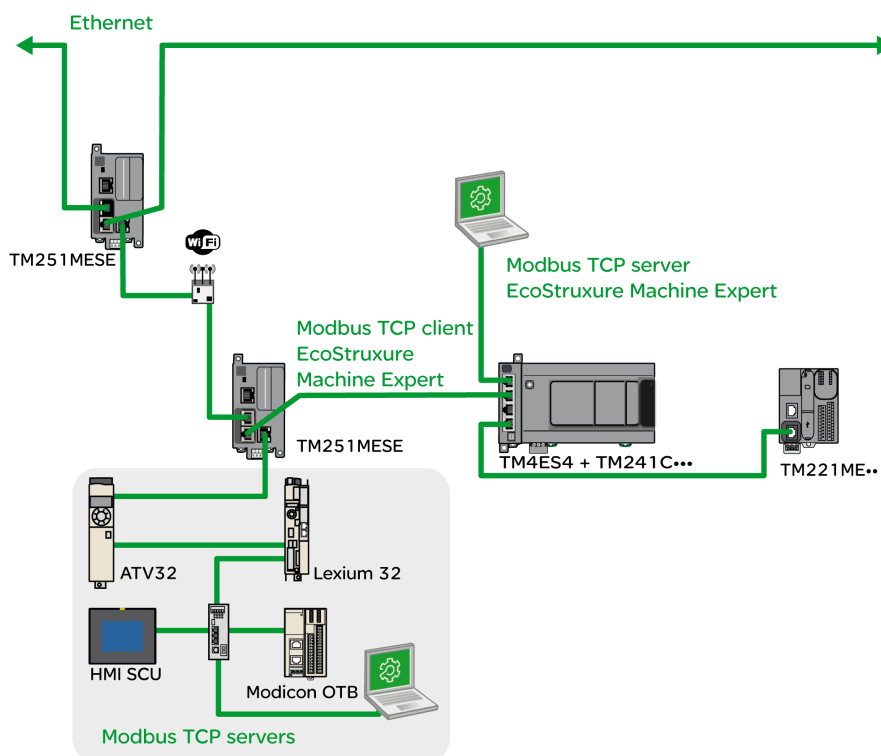 Ethernet
TM251MESE
Wi Fi
Modbus TCP server
EcoStruxure Machine Expert
Modbus TCP client
EcoStruxure
Machine Expert
TM251MESE
TM4ES4 + TM241C•••
TM221ME••
ATV32
Lexium 32
HMI SCU
Modicon OTB
Modbus TCP servers